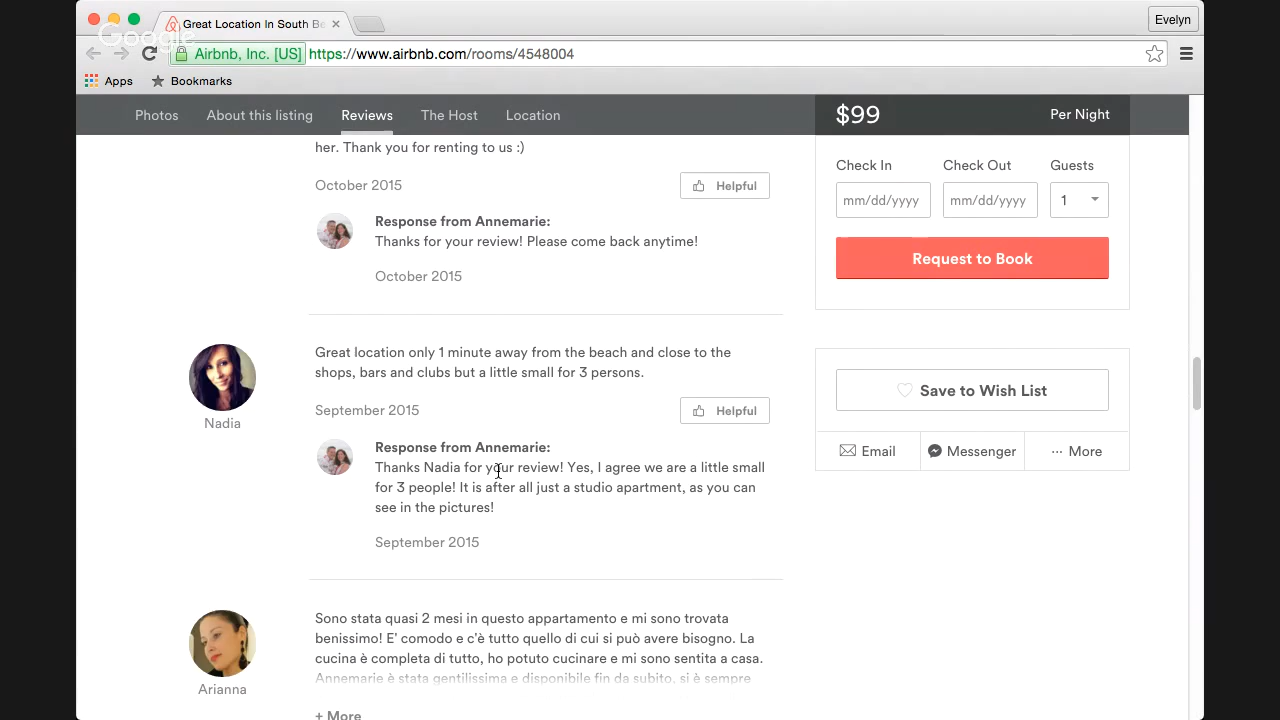 Great Location In South Be
Evelyn
Google
Airbnb, Inc. [US] https://www.airbnb.com/rooms/4548004
Apps Bookmarks
Photos About this listing Reviews The Host Location
$99 Per Night
her. Thank you for renting to us :)
October 2015
Helpful
Response from Annemarie:
Thanks for your review! Please come back anytime!
October 2015
Check In Check Out Guests
mm/dd/yyyy mm/dd/yyyy 1
Request to Book
Nadia
Great location only 1 minute away from the beach and close to the
shops, bars and clubs but a little small for 3 persons.
September 2015
Helpful
Response from Annemarie:
Thanks Nadia for your review! Yes, I agree we are a little small
for 3 people! It is after all just a studio apartment, as you can
see in the pictures!
September 2015
Save to Wish List
Email Messenger ··· More
Arianna
Sono stata quasi 2 mesi in questo appartamento e mi sono trovata
benissimo! E' comodo e c'è tutto quello di cui si può avere bisogno. La
cucina è completa di tutto, ho potuto cucinare e mi sono sentita a casa.
Annemarie è stata gentilissima e disponibile fin da subito, si è sempre
+ More